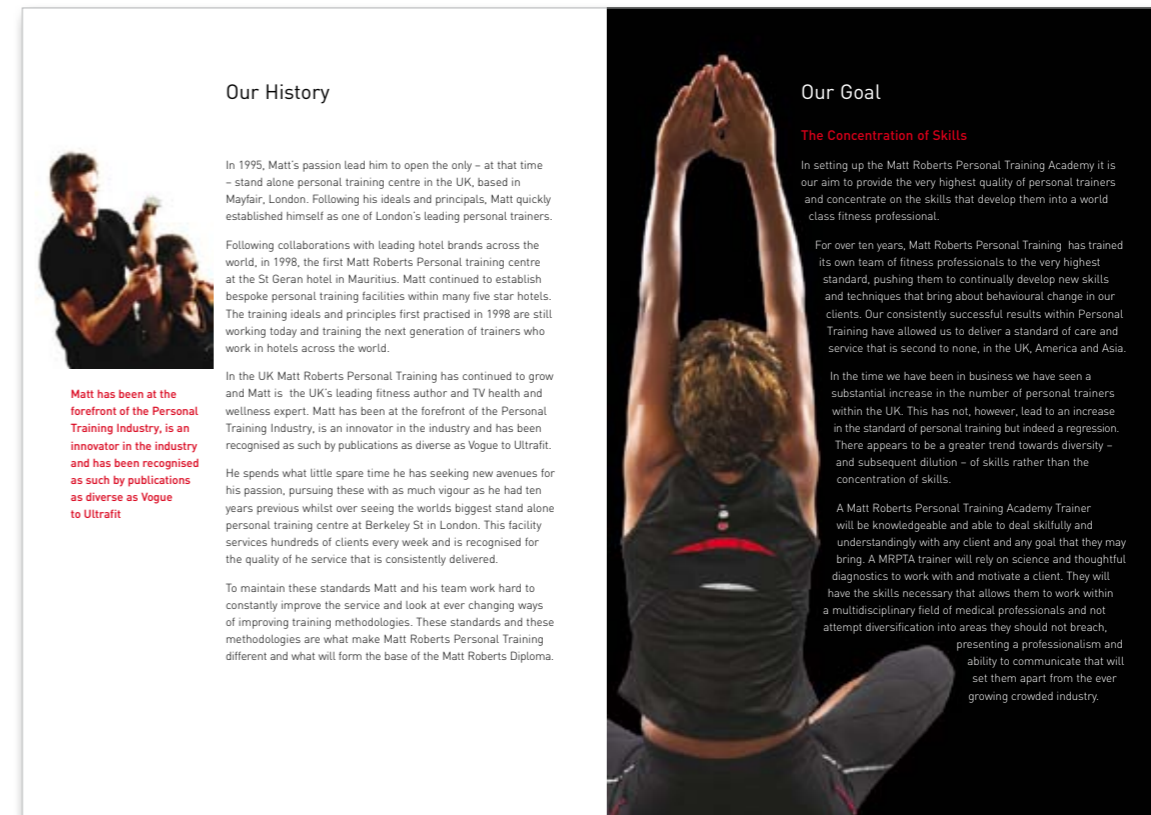 Our History
In 1995, Matt's passion lead him to open the only – at that time
– stand alone personal training centre in the UK, based in
Mayfair, London. Following his ideals and principals, Matt quickly
established himself as one of London's leading personal trainers.
Following collaborations with leading hotel brands across the
world, in 1998, the first Matt Roberts Personal training centre
at the St Geran hotel in Mauritius. Matt continued to establish
bespoke personal training facilities within many five star hotels.
The training ideals and principles first practised in 1998 are still
working today and training the next generation of trainers who
work in hotels across the world.
In the UK Matt Roberts Personal Training has continued to grow
and Matt is the UK's leading fitness author and TV health and
wellness expert. Matt has been at the forefront of the Personal
Training Industry, is an innovator in the industry and has been
recognised as such by publications as diverse as Vogue to Ultrafit.
He spends what little spare time he has seeking new avenues for
his passion, pursuing these with as much vigour as he had ten
years previous whilst over seeing the worlds biggest stand alone
personal training centre at Berkeley St in London. This facility
services hundreds of clients every week and is recognised for
the quality of he service that is consistently delivered.
To maintain these standards Matt and his team work hard to
constantly improve the service and look at ever changing ways
of improving training methodologies. These standards and these
methodologies are what make Matt Roberts Personal Training
different and what will form the base of the Matt Roberts Diploma.
Matt has been at the
forefront of the Personal
Training Industry, is an
innovator in the industry
and has been recognised
as such by publications
as diverse as Vogue
to Ultrafit
Our Goal
The Concentration of Skills
In setting up the Matt Roberts Personal Training Academy it is
our aim to provide the very highest quality of personal trainers
and concentrate on the skills that develop them into a world
class fitness professional.
For over ten years, Matt Roberts Personal Training has trained
its own team of fitness professionals to the very highest
standard, pushing them to continually develop new skills
and techniques that bring about behavioural change in our
clients. Our consistently successful results within Personal
Training have allowed us to deliver a standard of care and
service that is second to none, in the UK, America and Asia.
In the time we have been in business we have seen a
substantial increase in the number of personal trainers
within the UK. This has not, however, lead to an increase
in the standard of personal training but indeed a regression.
There appears to be a greater trend towards diversity –
and subsequent dilution – of skills rather than the
concentration of skills.
A Matt Roberts Personal Training Academy Trainer
will be knowledgeable and able to deal skilfully and
understandingly with any client and any goal that they may
bring. A MRPTA trainer will rely on science and thoughtful
diagnostics to work with and motivate a client. They will
have the skills necessary that allows them to work within
a multidisciplinary field of medical professionals and not
attempt diversification into areas they should not breach,
presenting a professionalism and
ability to communicate that will
set them apart from the ever
growing crowded industry.